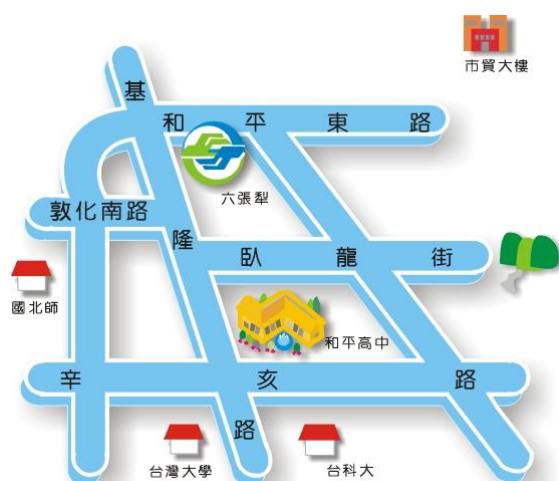 市貿大樓
基隆路
和平東路
六張犁
敦化南路
臥龍街
國北師
和平高中
辛亥路
台灣大學
台科大